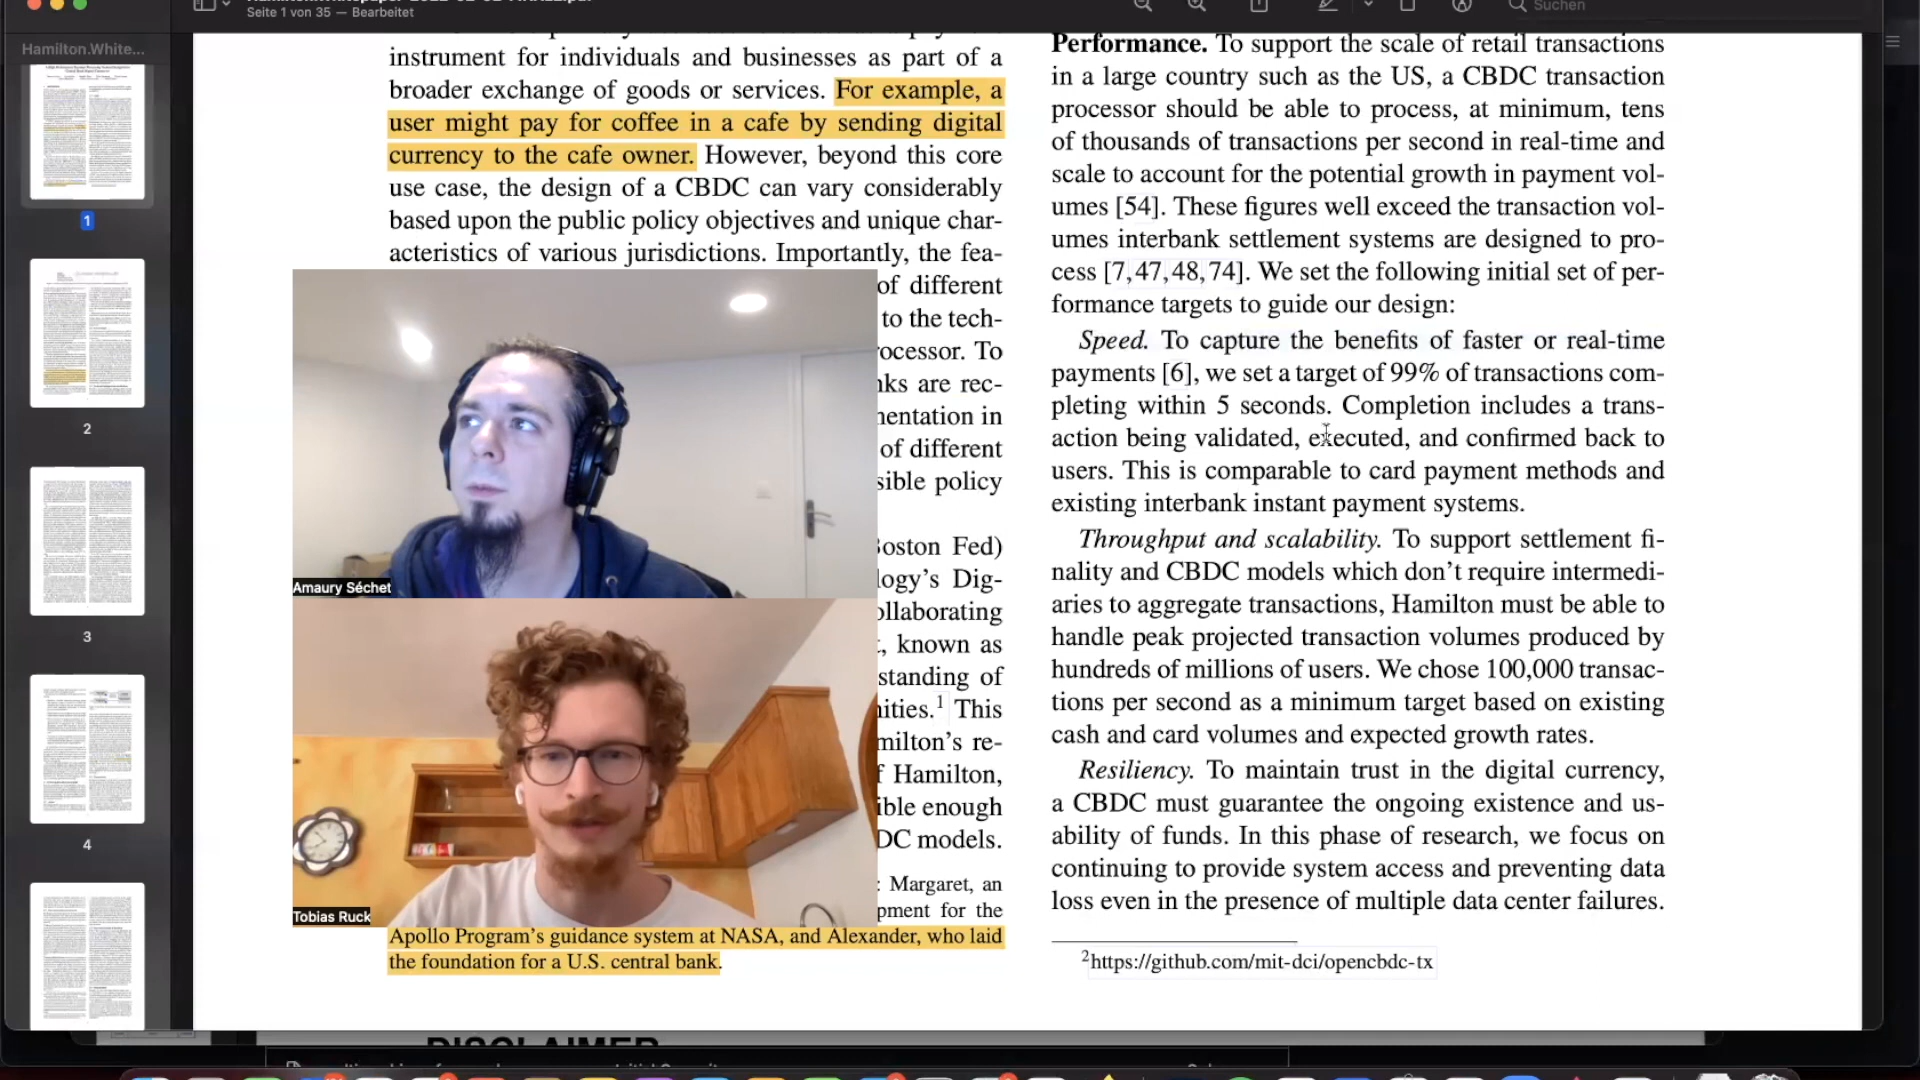 Seite 1 von 35 — Bearbeitet
Suchen
Hamilton.White...
1
2
3
4
instrument for individuals and businesses as part of a
broader exchange of goods or services. For example, a
user might pay for coffee in a cafe by sending digital
currency to the cafe owner. However, beyond this core
use case, the design of a CBDC can vary considerably
based upon the public policy objectives and unique char-
acteristics of various jurisdictions. Importantly, the fea-
of different
to the tech-
ocessor. To
ks are rec-
entation in
of different
sible policy
oston Fed)
logy's Dig-
ollaborating
, known as
standing of
ities.1 This
milton's re-
f Hamilton,
ible enough
DC models.
: Margaret, an
pment for the
Apollo Program's guidance system at NASA, and Alexander, who laid
the foundation for a U.S. central bank.
Amaury Séchet
Tobias Ruck
Performance. To support the scale of retail transactions
in a large country such as the US, a CBDC transaction
processor should be able to process, at minimum, tens
of thousands of transactions per second in real-time and
scale to account for the potential growth in payment vol-
umes [54]. These figures well exceed the transaction vol-
umes interbank settlement systems are designed to pro-
cess [7,47,48,74]. We set the following initial set of per-
formance targets to guide our design:
Speed. To capture the benefits of faster or real-time
payments [6], we set a target of 99% of transactions com-
pleting within 5 seconds. Completion includes a trans-
action being validated, executed, and confirmed back to
users. This is comparable to card payment methods and
existing interbank instant payment systems.
Throughput and scalability. To support settlement fi-
nality and CBDC models which don't require intermedi-
aries to aggregate transactions, Hamilton must be able to
handle peak projected transaction volumes produced by
hundreds of millions of users. We chose 100,000 transac-
tions per second as a minimum target based on existing
cash and card volumes and expected growth rates.
Resiliency. To maintain trust in the digital currency,
a CBDC must guarantee the ongoing existence and us-
ability of funds. In this phase of research, we focus on
continuing to provide system access and preventing data
loss even in the presence of multiple data center failures.
2https://github.com/mit-dci/opencbdc-tx
DISCLAIMER